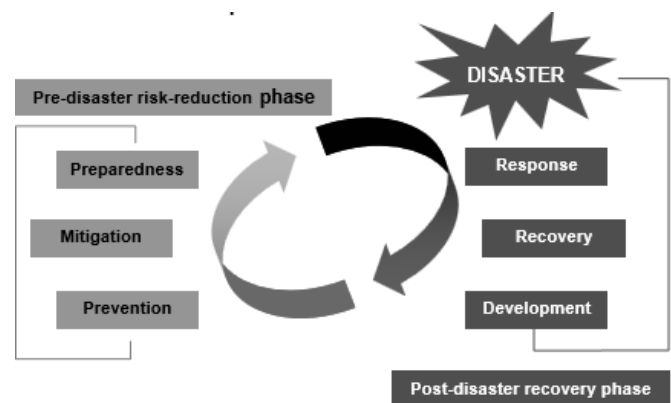 Pre-disaster risk-reduction phase
DISASTER
Preparedness
Response
Mitigation
Recovery
Prevention
Development
Post-disaster recovery phase